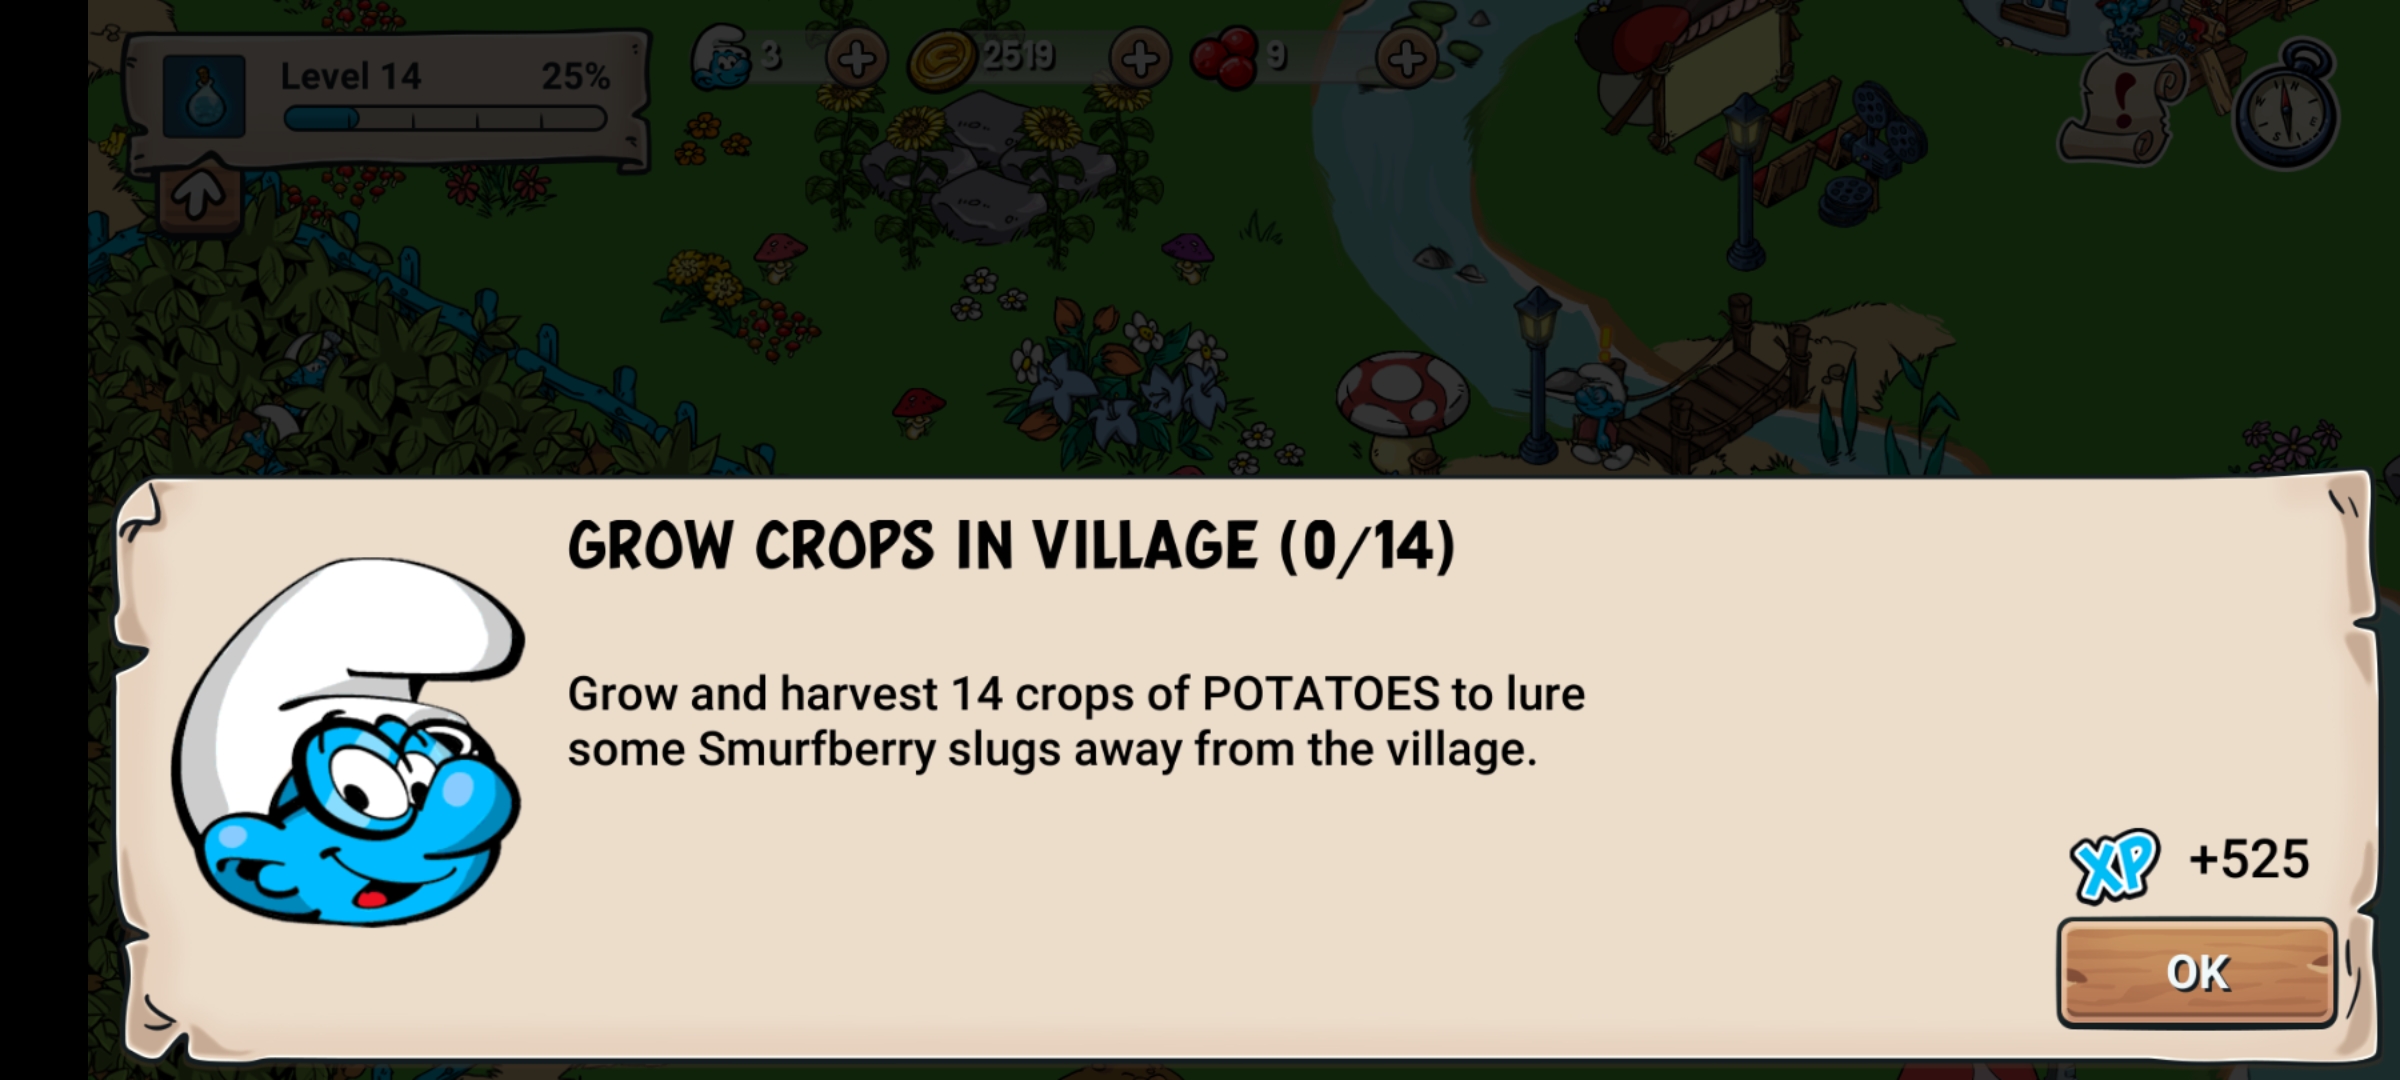 Level 14 25%
3 2519 9
GROW CROPS IN VILLAGE (0/14)
Grow and harvest 14 crops of POTATOES to lure
some Smurfberry slugs away from the village.
XP +525
OK